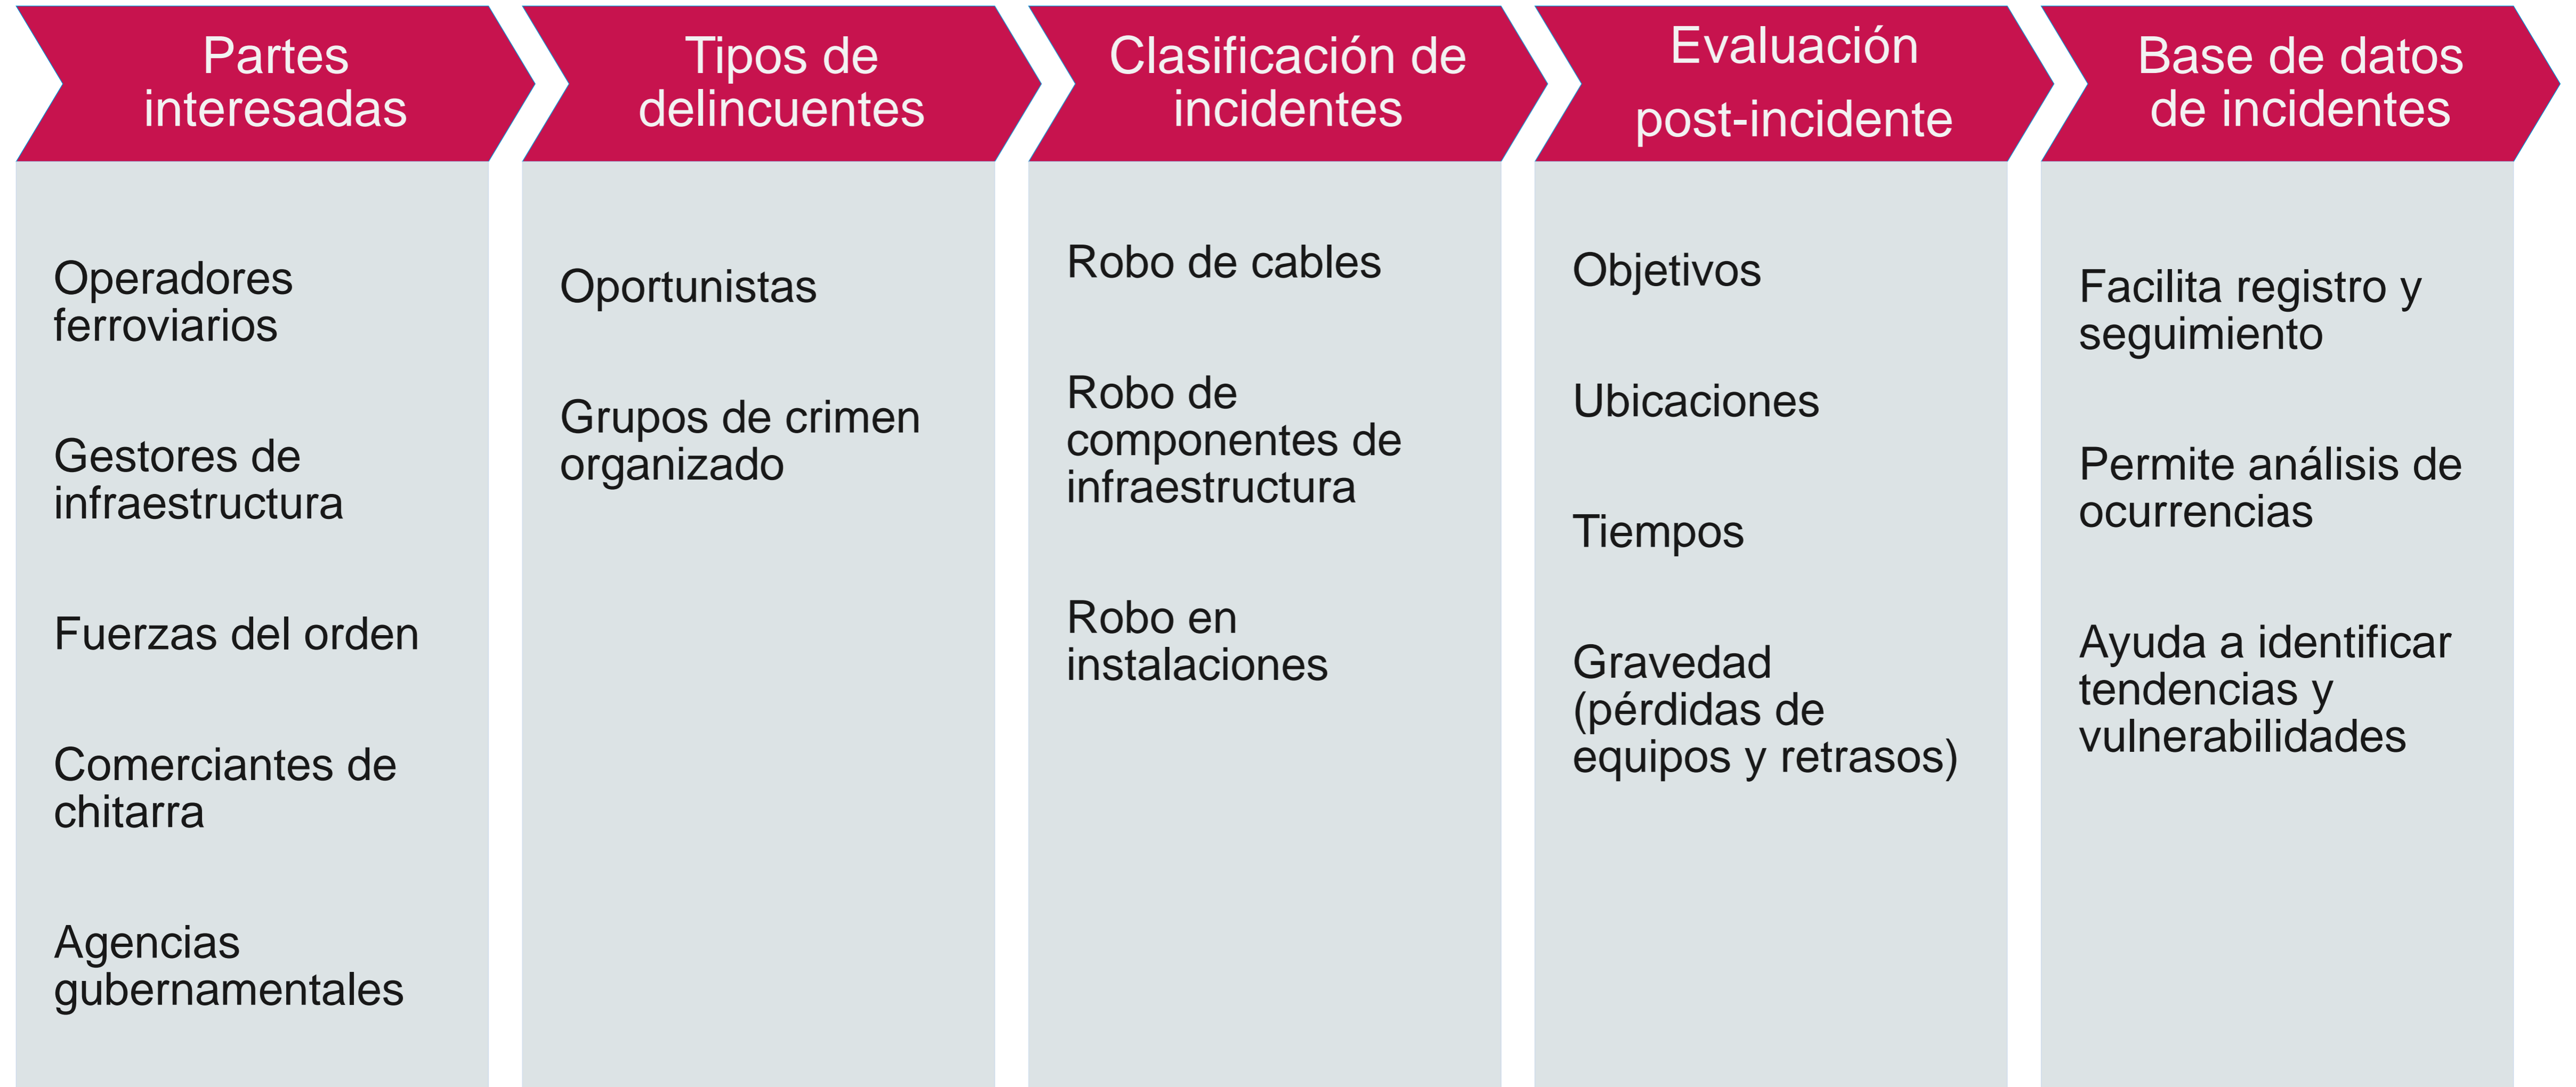 Partes
interesadas
Operadores
ferroviarios
Gestores de
infraestructura
Fuerzas del orden
Comerciantes de
chitarra
Agencias
gubernamentales
Tipos de
delincuentes
Oportunistas
Grupos de crimen
organizado
Clasificación de
incidentes
Robo de cables
Robo de
componentes de
infraestructura
Robo en
instalaciones
Evaluación
post-incidente
Objetivos
Ubicaciones
Tiempos
Gravedad
(pérdidas de
equipos y retrasos)
Base de datos
de incidentes
Facilita registro y
seguimiento
Permite análisis de
ocurrencias
Ayuda a identificar
tendencias y
vulnerabilidades